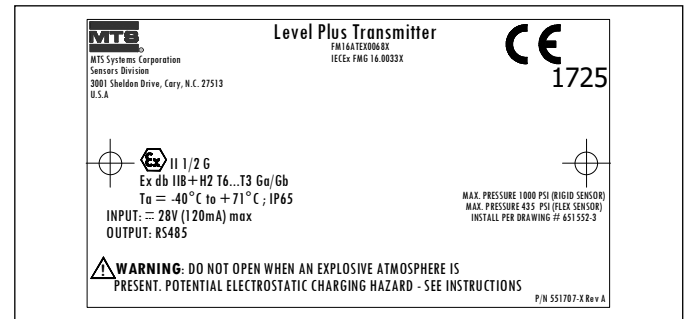 MTS
MTS Systems Corporation
Sensors Division
3001 Sheldon Drive, Cary, N.C. 27513
U.S.A
Level Plus Transmitter
FM16ATEX0068X
IECEx FMG 16.0033X
CE
1725
Ex II 1/2 G
Ex db IIB+H2 T6...T3 Ga/Gb
Ta = -40°C to +71°C ; IP65
INPUT: ⎓ 28V (120mA) max
OUTPUT: RS485
MAX. PRESSURE 1000 PSI (RIGID SENSOR)
MAX. PRESSURE 435 PSI (FLEX SENSOR)
INSTALL PER DRAWING # 651552-3
WARNING: DO NOT OPEN WHEN AN EXPLOSIVE ATMOSPHERE IS
PRESENT. POTENTIAL ELECTROSTATIC CHARGING HAZARD - SEE INSTRUCTIONS
P/N 551707-X Rev A